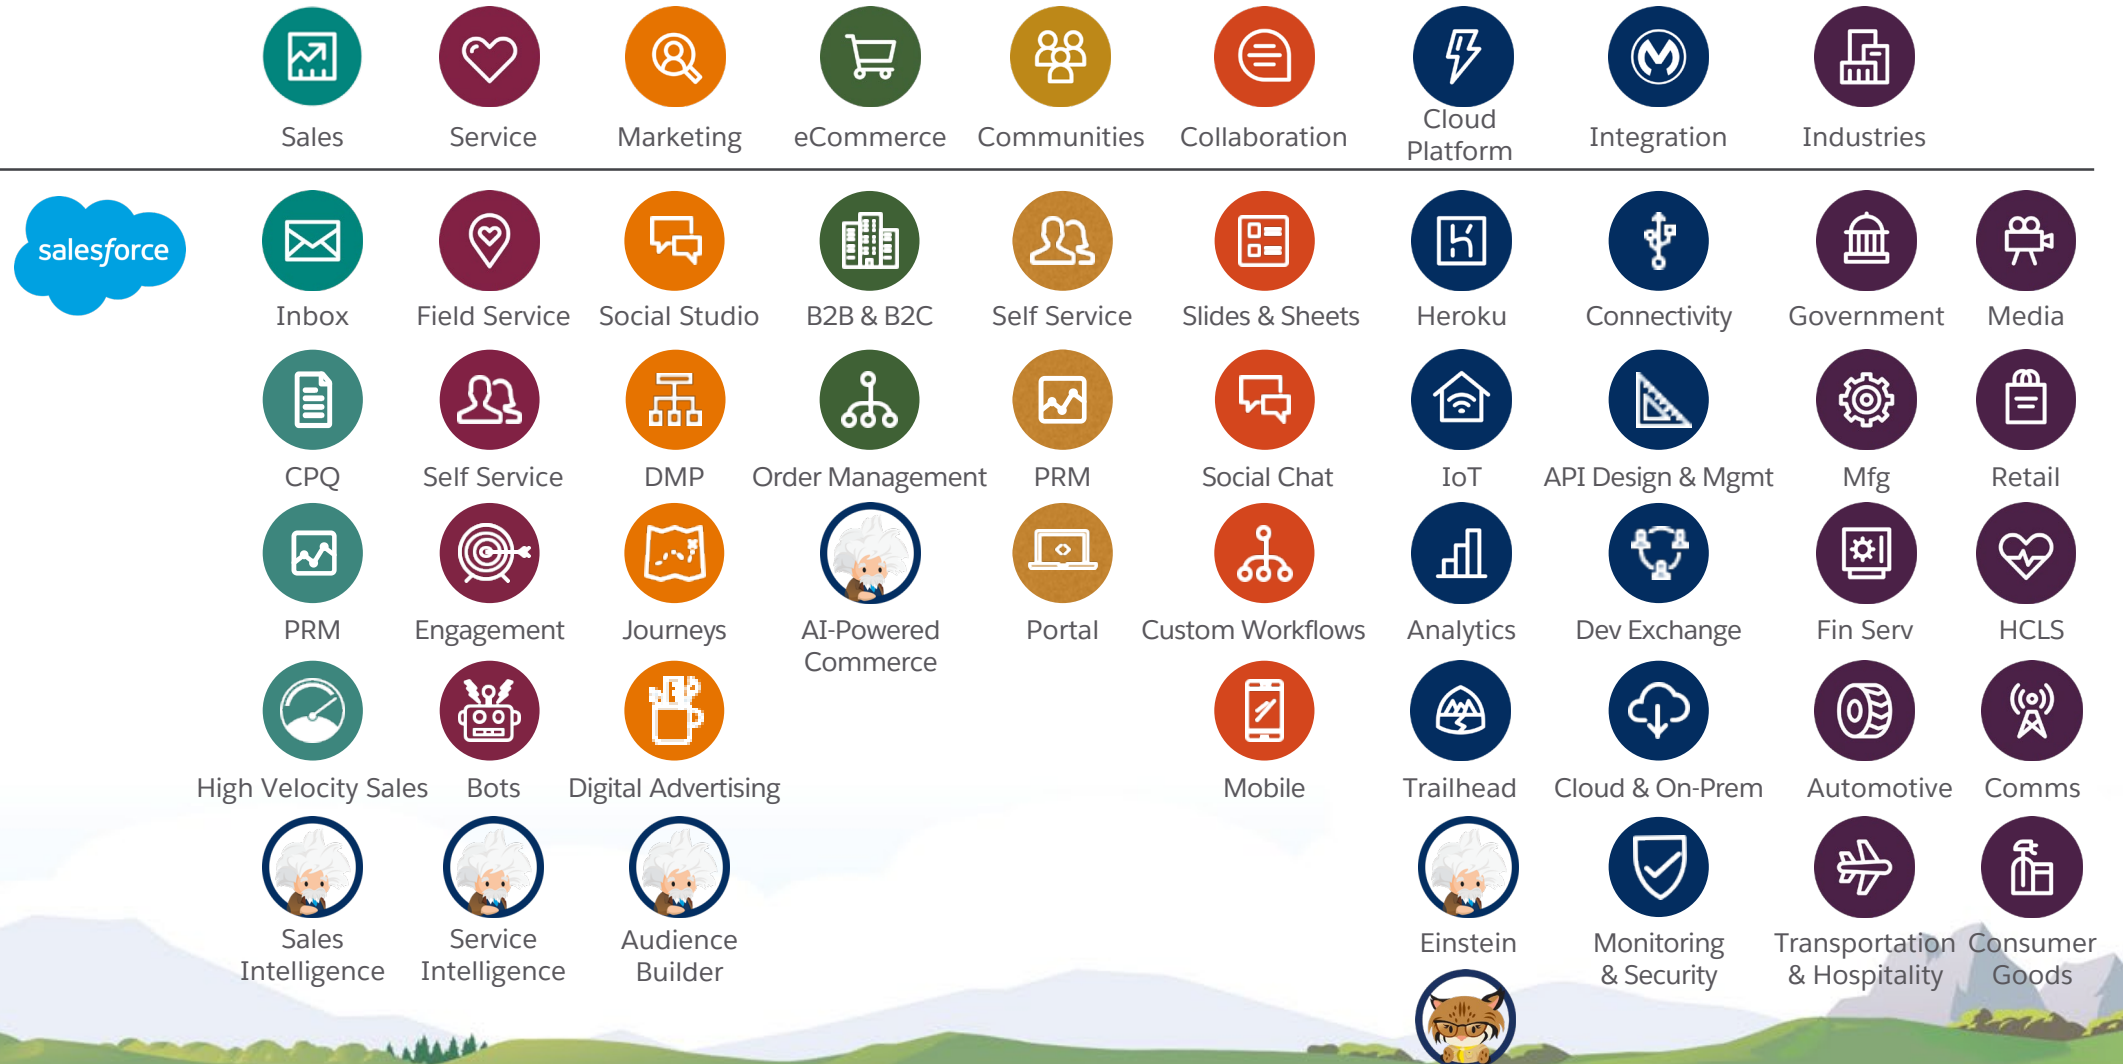 Sales
Service
Marketing
eCommerce
Communities
Collaboration
Cloud
Platform
Integration
Industries
salesforce
Inbox
Field Service
Social Studio
B2B & B2C
Self Service
Slides & Sheets
Heroku
Connectivity
Government
Media
CPQ
Self Service
DMP
Order Management
PRM
Social Chat
IoT
API Design & Mgmt
Mfg
Retail
PRM
Engagement
Journeys
AI-Powered
Commerce
Portal
Custom Workflows
Analytics
Dev Exchange
Fin Serv
HCLS
High Velocity Sales
Bots
Digital Advertising
Mobile
Trailhead
Cloud & On-Prem
Automotive
Comms
Sales
Intelligence
Service
Intelligence
Audience
Builder
Einstein
Monitoring
& Security
Transportation
& Hospitality
Consumer
Goods